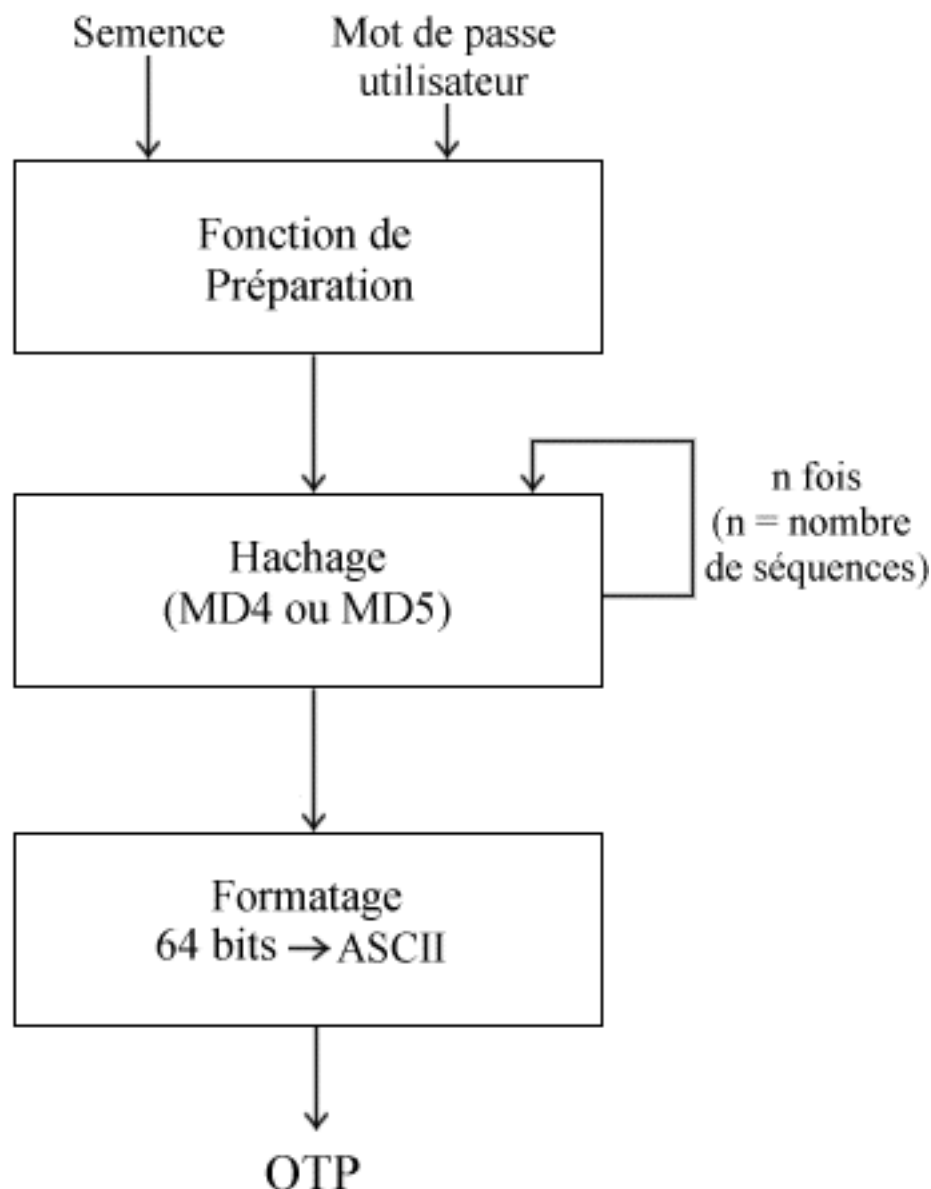 Semence
Mot de passe
utilisateur
Fonction de
Préparation
Hachage
(MD4 ou MD5)
n fois
(n = nombre
de séquences)
Formatage
64 bits → ASCII
OTP